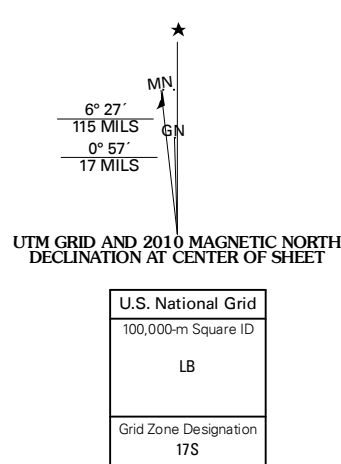 M.N.
6° 27´
115 MILS
GN
0° 57´
17 MILS
UTM GRID AND 2010 MAGNETIC NORTH
DECLINATION AT CENTER OF SHEET
U.S. National Grid
100,000-m Square ID
LB
Grid Zone Designation
17S